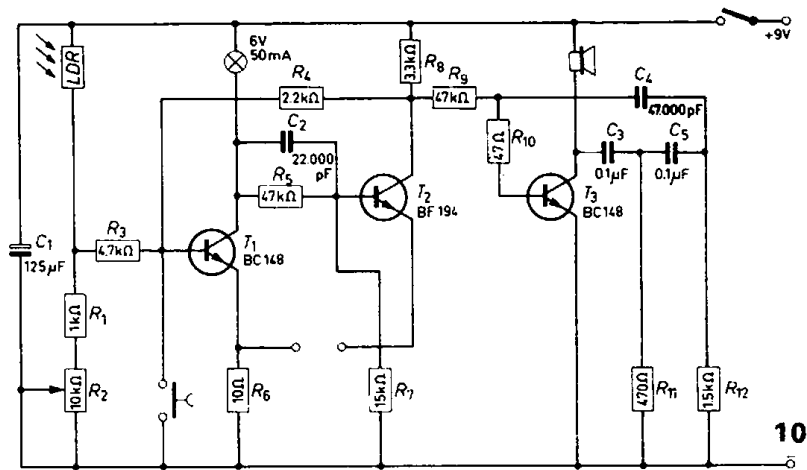 +9V
6V
50mA
LDR
R4
2.2kΩ
3.3kΩ
R8
R9
47kΩ
C4
47.000pF
C2
22.000
pF
R5
47kΩ
T2
BF 194
47Ω
R10
C3
0.1µF
C5
0.1µF
T3
BC148
C1
125µF
R3
4.7kΩ
T1
BC148
1kΩ
R1
10kΩ
R2
10Ω
R6
15kΩ
R7
470Ω
R11
1.5kΩ
R12
10
-